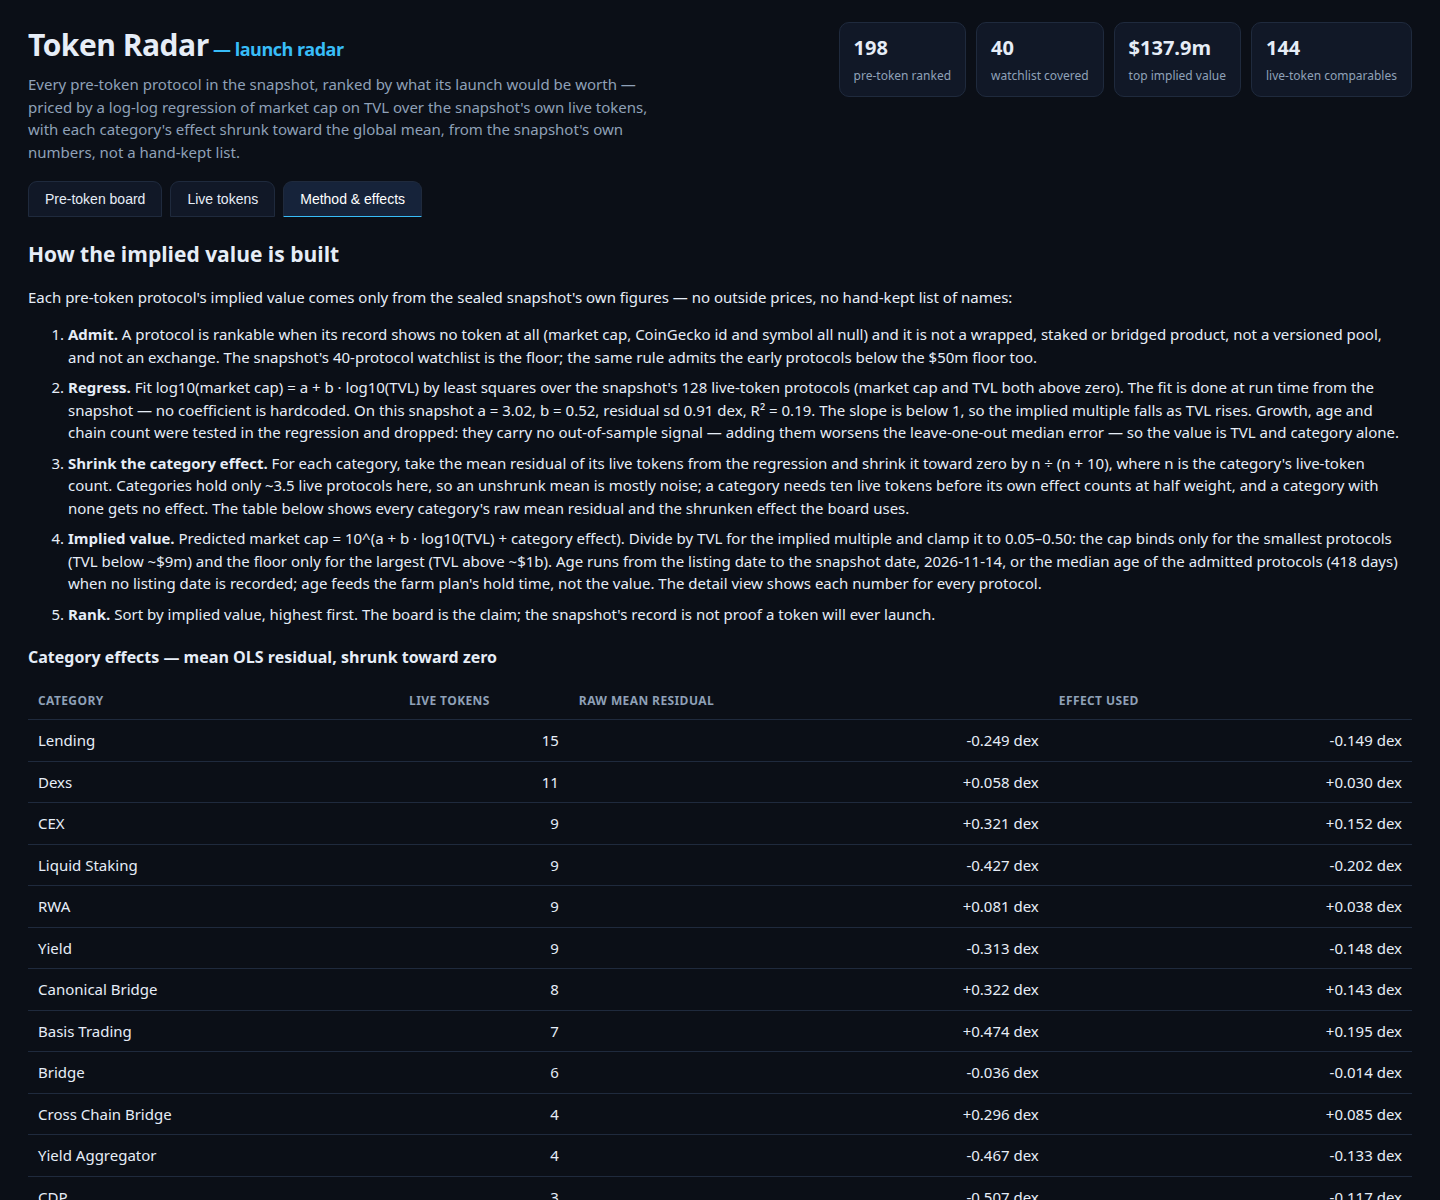 Token Radar — launch radar
Every pre-token protocol in the snapshot, ranked by what its launch would be worth —
priced by a log-log regression of market cap on TVL over the snapshot's own live tokens,
with each category's effect shrunk toward the global mean, from the snapshot's own
numbers, not a hand-kept list.
198
pre-token ranked
40
watchlist covered
$137.9m
top implied value
144
live-token comparables
Pre-token board
Live tokens
Method & effects
How the implied value is built
Each pre-token protocol's implied value comes only from the sealed snapshot's own figures — no outside prices, no hand-kept list of names:
1. Admit. A protocol is rankable when its record shows no token at all (market cap, CoinGecko id and symbol all null) and it is not a wrapped, staked or bridged product, not a versioned pool,
and not an exchange. The snapshot's 40-protocol watchlist is the floor; the same rule admits the early protocols below the $50m floor too.
2. Regress. Fit log10(market cap) = a + b · log10(TVL) by least squares over the snapshot's 128 live-token protocols (market cap and TVL both above zero). The fit is done at run time from the
snapshot — no coefficient is hardcoded. On this snapshot a = 3.02, b = 0.52, residual sd 0.91 dex, R² = 0.19. The slope is below 1, so the implied multiple falls as TVL rises. Growth, age and
chain count were tested in the regression and dropped: they carry no out-of-sample signal — adding them worsens the leave-one-out median error — so the value is TVL and category alone.
3. Shrink the category effect. For each category, take the mean residual of its live tokens from the regression and shrink it toward zero by n ÷ (n + 10), where n is the category's live-token
count. Categories hold only ~3.5 live protocols here, so an unshrunk mean is mostly noise; a category needs ten live tokens before its own effect counts at half weight, and a category with
none gets no effect. The table below shows every category's raw mean residual and the shrunken effect the board uses.
4. Implied value. Predicted market cap = 10^(a + b · log10(TVL) + category effect). Divide by TVL for the implied multiple and clamp it to 0.05–0.50: the cap binds only for the smallest protocols
(TVL below ~$9m) and the floor only for the largest (TVL above ~$1b). Age runs from the listing date to the snapshot date, 2026-11-14, or the median age of the admitted protocols (418 days)
when no listing date is recorded; age feeds the farm plan's hold time, not the value. The detail view shows each number for every protocol.
5. Rank. Sort by implied value, highest first. The board is the claim; the snapshot's record is not proof a token will ever launch.
Category effects — mean OLS residual, shrunk toward zero
CATEGORY LIVE TOKENS RAW MEAN RESIDUAL EFFECT USED
Lending 15 -0.249 dex -0.149 dex
Dexs 11 +0.058 dex +0.030 dex
CEX 9 +0.321 dex +0.152 dex
Liquid Staking 9 -0.427 dex -0.202 dex
RWA 9 +0.081 dex +0.038 dex
Yield 9 -0.313 dex -0.148 dex
Canonical Bridge 8 +0.322 dex +0.143 dex
Basis Trading 7 +0.474 dex +0.195 dex
Bridge 6 -0.036 dex -0.014 dex
Cross Chain Bridge 4 +0.296 dex +0.085 dex
Yield Aggregator 4 -0.467 dex -0.133 dex
CDP 3 -0.507 dex -0.117 dex